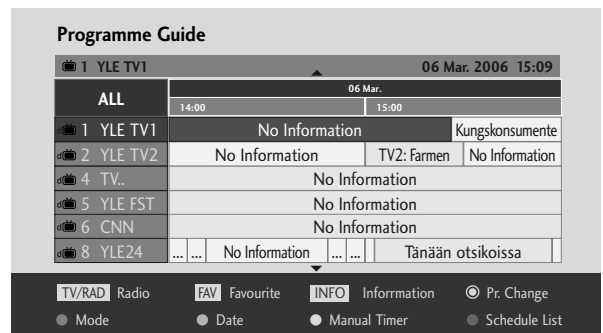 Programme Guide
1 YLE TV1 06 Mar. 2006 15:09
ALL 06 Mar.
14:00 15:00
1 YLE TV1 No Information Kungskonsumente
2 YLE TV2 No Information TV2: Farmen No Information
4 TV.. No Information
5 YLE FST No Information
6 CNN No Information
8 YLE24 ... ... No Information ... ... Tänään otsikoissa
TV/RAD Radio FAV Favourite INFO Inforrmation Pr. Change
Mode Date Manual Timer Schedule List